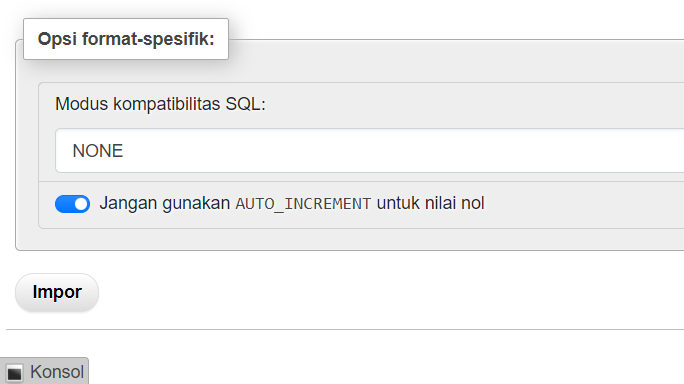 Opsi format-spesifik:
Modus kompatibilitas SQL:
NONE
Jangan gunakan AUTO_INCREMENT untuk nilai nol
Impor
Konsol